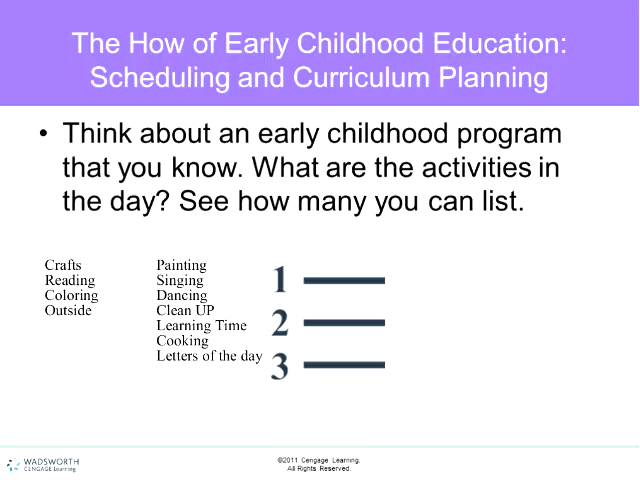 The How of Early Childhood Education:
Scheduling and Curriculum Planning
• Think about an early childhood program
that you know. What are the activities in
the day? See how many you can list.
Crafts
Reading
Coloring
Outside
Painting
Singing
Dancing
Clean UP
Learning Time
Cooking
Letters of the day
1
2
3
WADSWORTH
CENGAGE Learning
©2011 Cengage Learning.
All Rights Reserved.